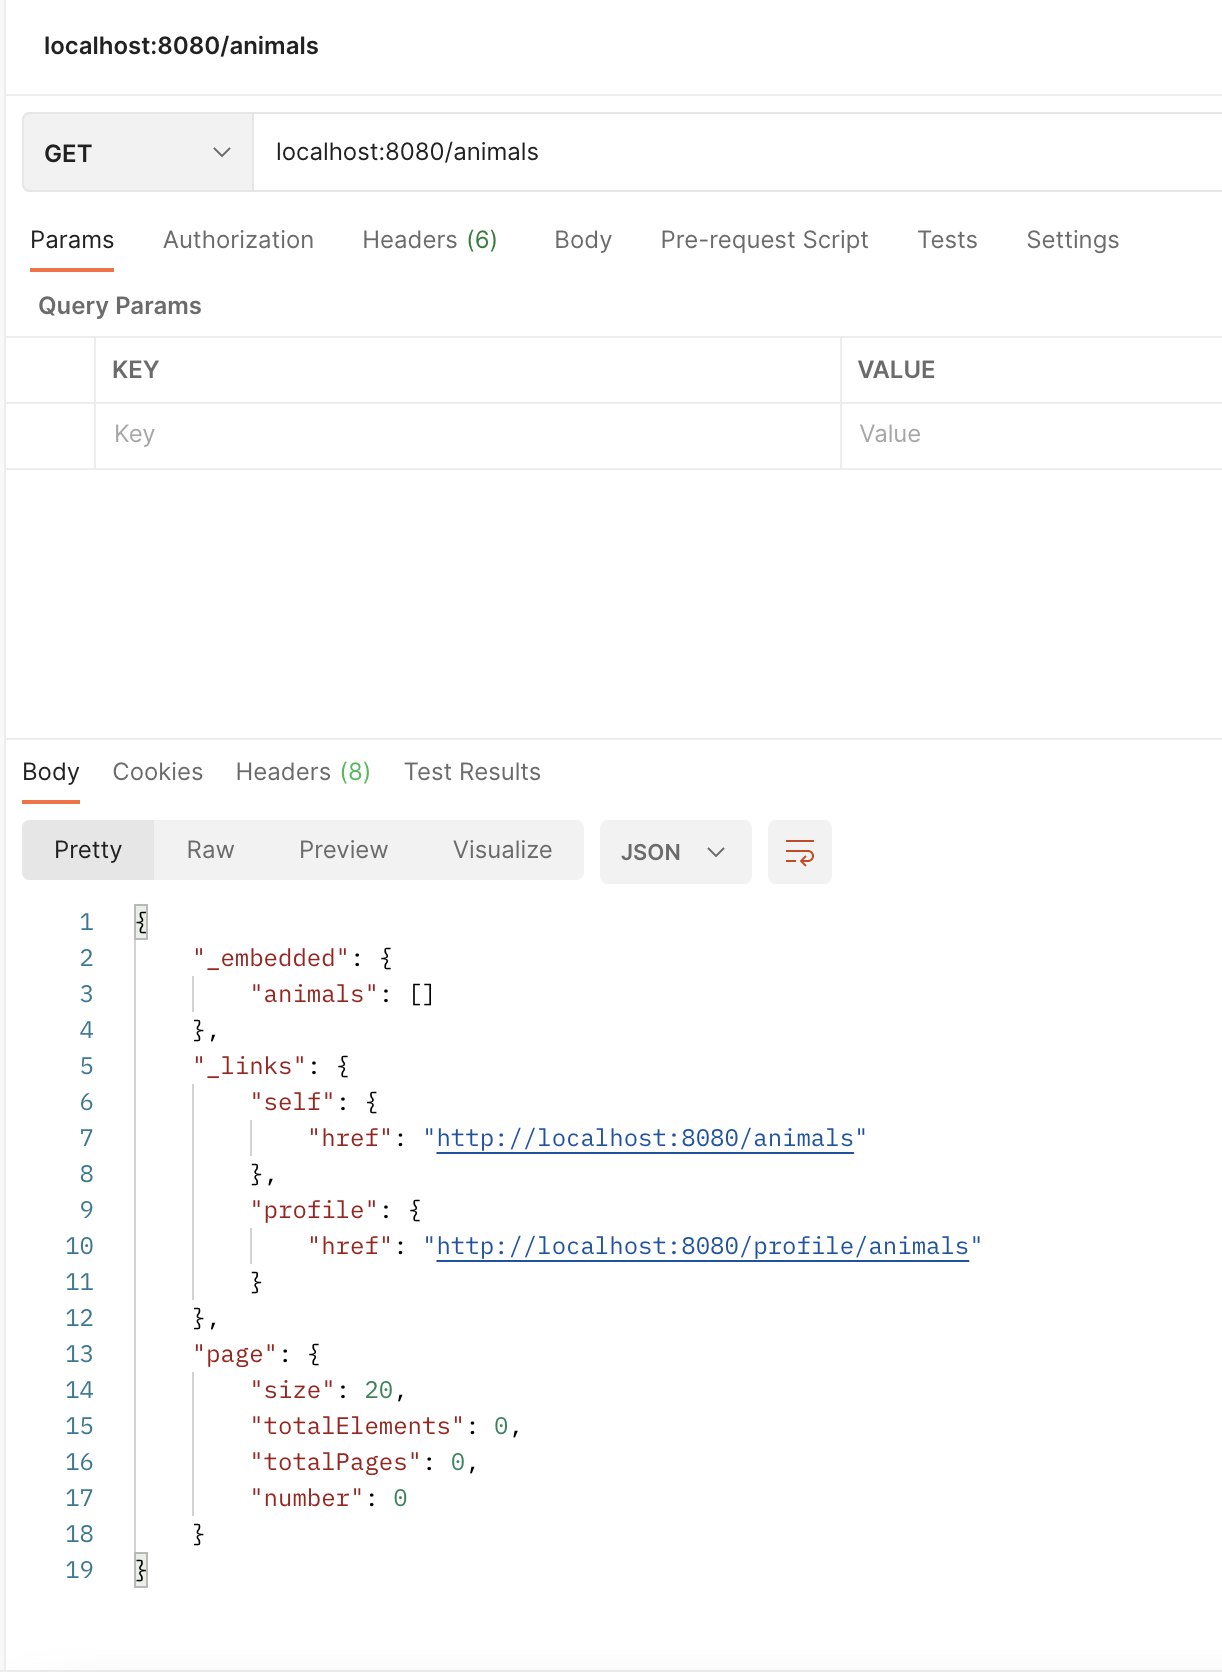 localhost:8080/animals
GET localhost:8080/animals
Params Authorization Headers (6) Body Pre-request Script Tests Settings
Query Params
KEY VALUE
Key Value
Body Cookies Headers (8) Test Results
Pretty Raw Preview Visualize JSON
1 {
2 "_embedded": {
3 "animals": []
4 },
5 "_links": {
6 "self": {
7 "href": "http://localhost:8080/animals"
8 },
9 "profile": {
10 "href": "http://localhost:8080/profile/animals"
11 }
12 },
13 "page": {
14 "size": 20,
15 "totalElements": 0,
16 "totalPages": 0,
17 "number": 0
18 }
19 }